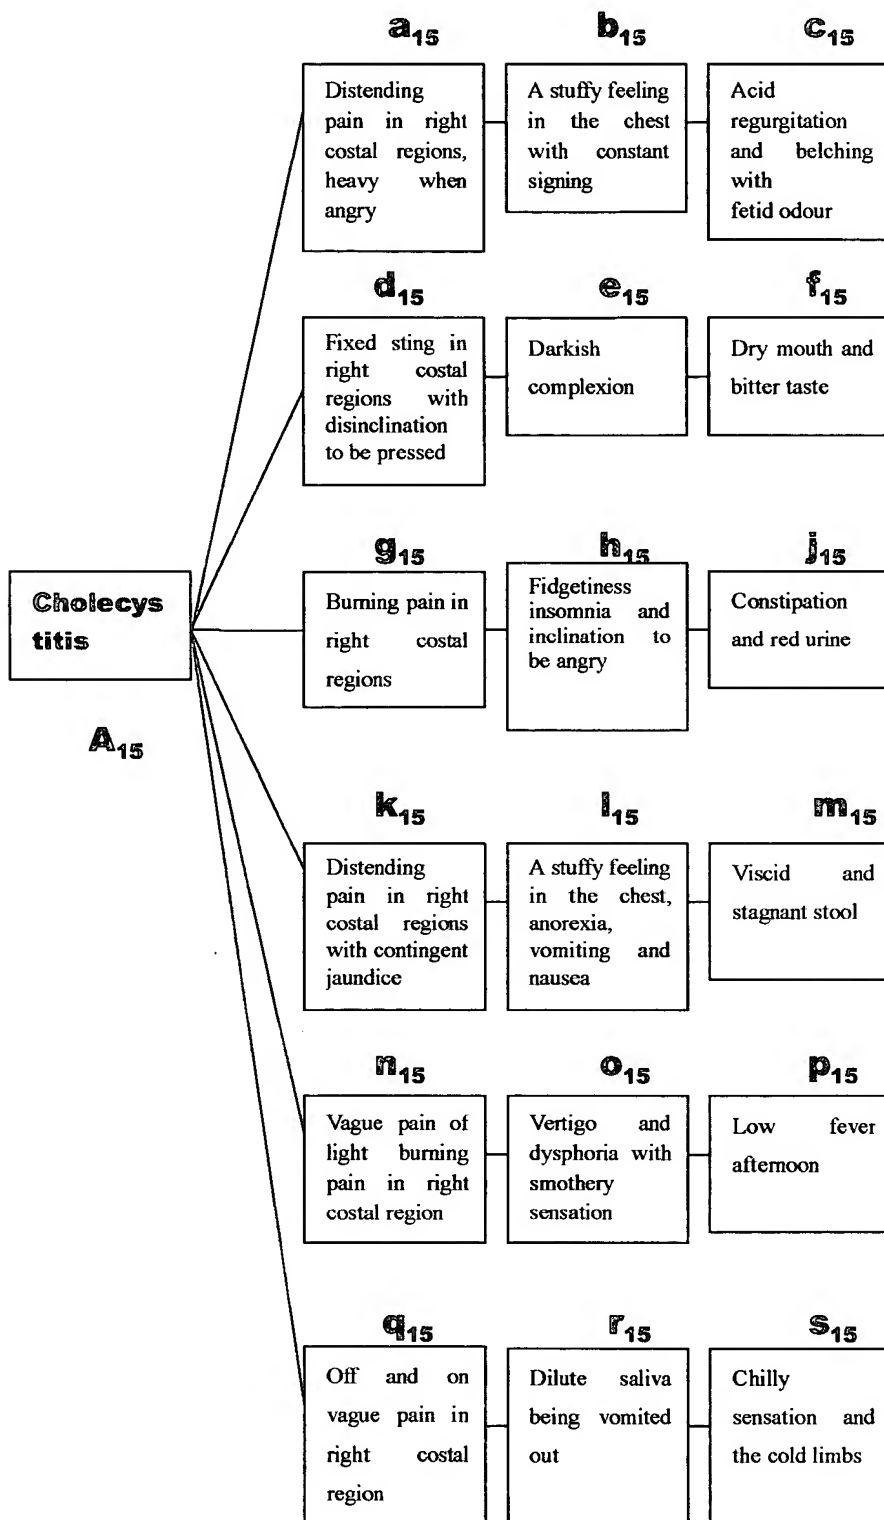 a15
b15
c15
Distending
pain in right
costal regions,
heavy when
angry
A stuffy feeling
in the chest
with constant
signing
Acid
regurgitation
and belching
with
fetid odour
d15
e15
f15
Fixed sting in
right costal
regions with
disinclination
to be pressed
Darkish
complexion
Dry mouth and
bitter taste
g15
h15
j15
Cholecys
titis
A15
Burning pain in
right costal
regions
Fidgetiness
insomnia and
inclination to
be angry
Constipation
and red urine
k15
l15
m15
Distending
pain in right
costal regions
with contingent
jaundice
A stuffy feeling
in the chest,
anorexia,
vomiting and
nausea
Viscid and
stagnant stool
n15
o15
p15
Vague pain of
light burning
pain in right
costal region
Vertigo and
dysphoria with
smothery
sensation
Low fever
afternoon
q15
r15
s15
Off and on
vague pain in
right costal
region
Dilute saliva
being vomited
out
Chilly
sensation and
the cold limbs